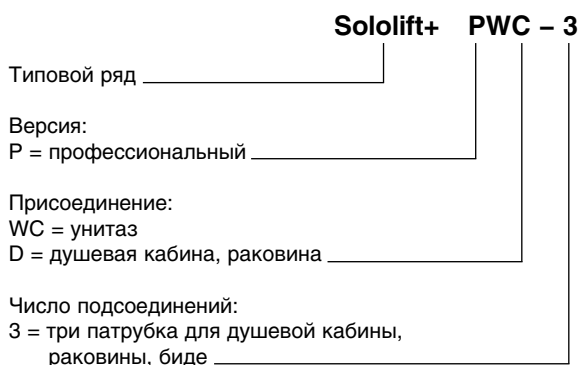 Sololift+ PWC – 3
Типовой ряд
Версия:
P = профессиональный
Присоединение:
WC = унитаз
D = душевая кабина, раковина
Число подсоединений:
3 = три патрубка для душевой кабины,
раковины, биде